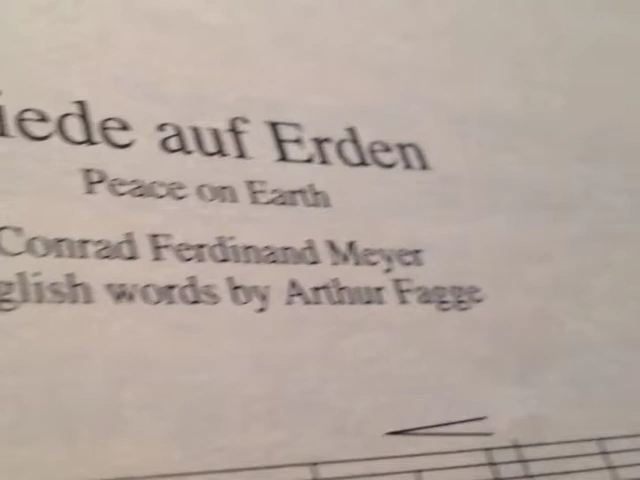 iede auf Erden
Peace on Earth
Conrad Ferdinand Meyer
glish words by Arthur Fagge